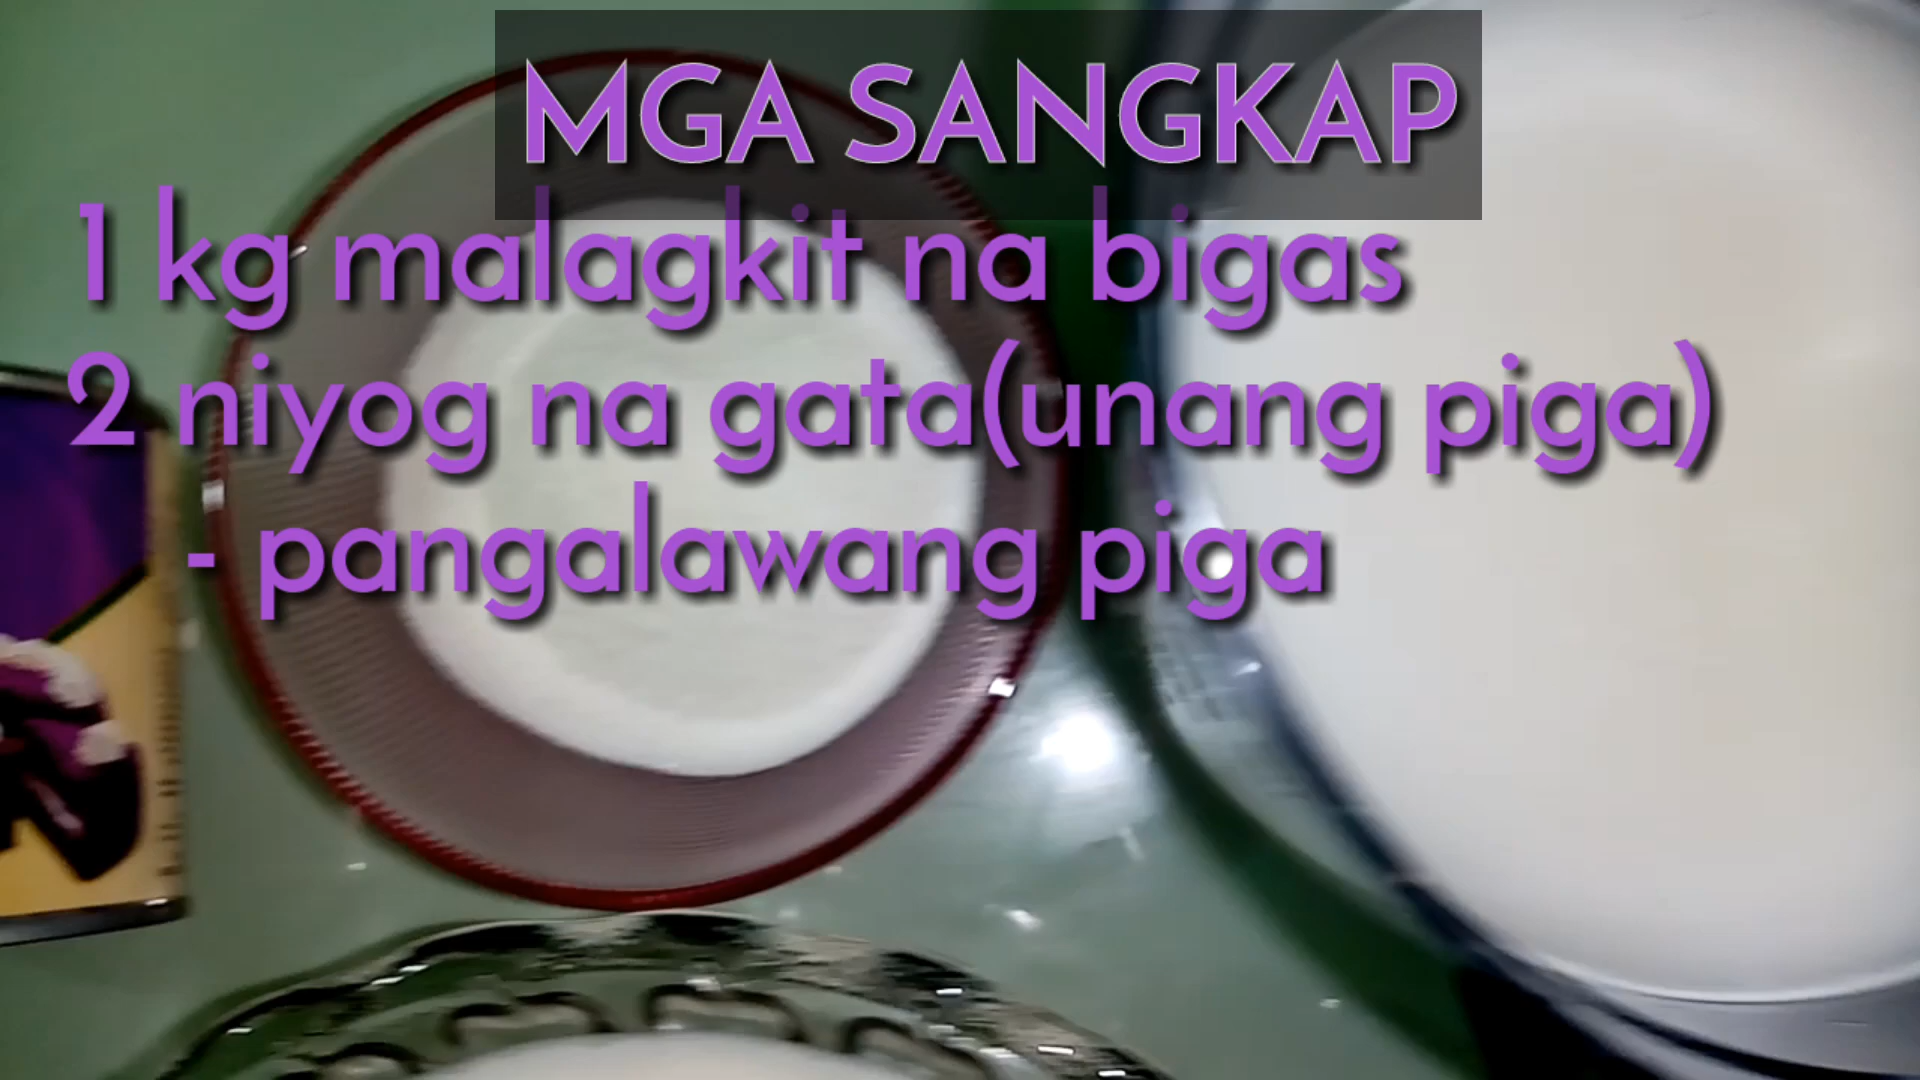 MGA SANGKAP
1 kg malagkit na bigas
2 niyog na gata(unang piga)
- pangalawang piga